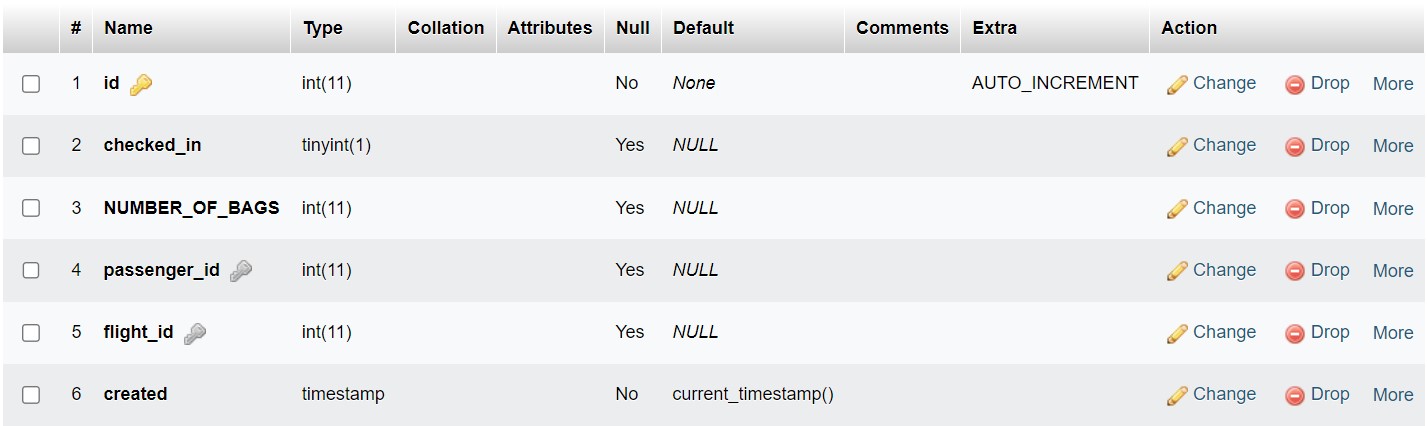 # Name Type Collation Attributes Null Default Comments Extra Action
1 id int(11) No None AUTO_INCREMENT Change Drop More
2 checked_in tinyint(1) Yes NULL Change Drop More
3 NUMBER_OF_BAGS int(11) Yes NULL Change Drop More
4 passenger_id int(11) Yes NULL Change Drop More
5 flight_id int(11) Yes NULL Change Drop More
6 created timestamp No current_timestamp() Change Drop More